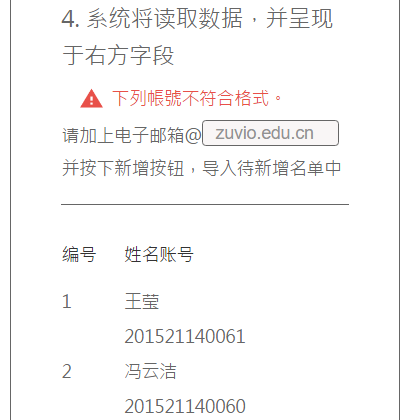 4. 系统将读取数据，并呈现
于右方字段
下列帳號不符合格式。
请加上电子邮箱@ zuvio.edu.cn
并按下新增按钮，导入待新增名单中
编号 姓名账号
1 王莹
201521140061
2 冯云洁
201521140060